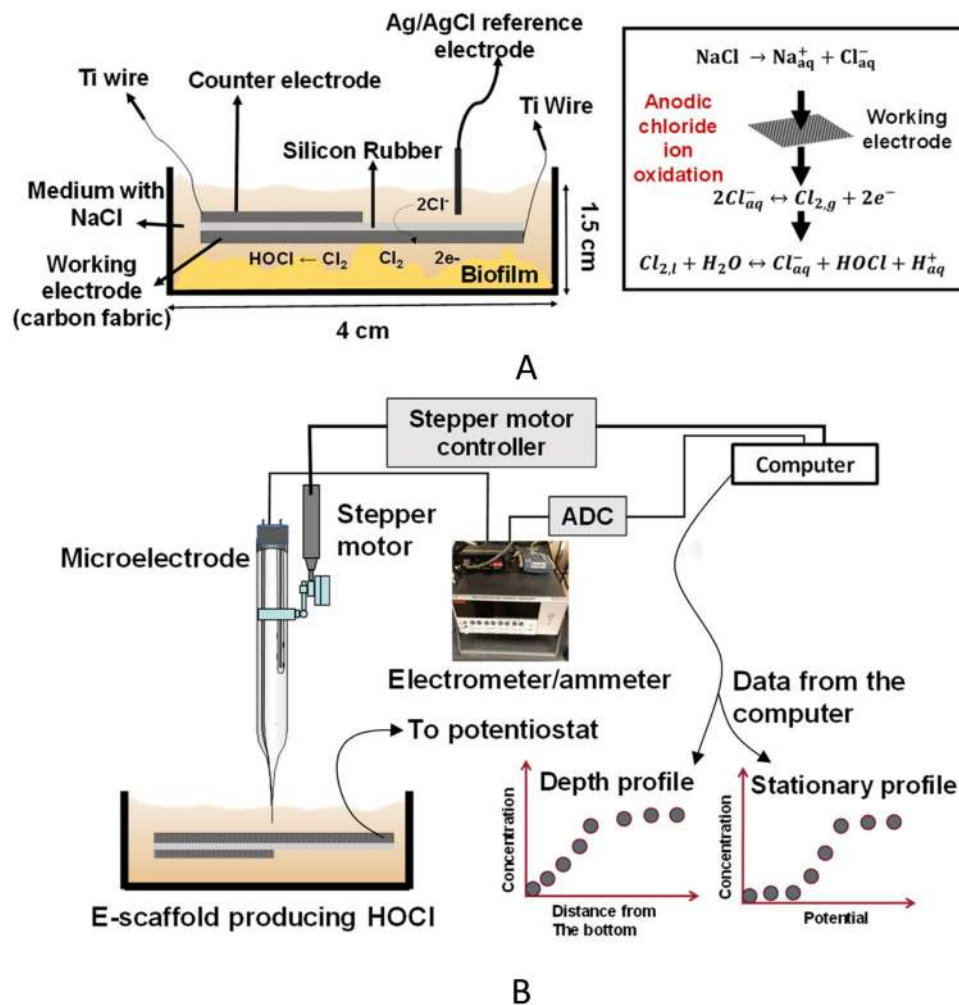 Ag/AgCl reference
electrode
Ti wire
Counter electrode
Ti Wire
Silicon Rubber
Medium with
NaCl
2Cl⁻
1.5 cm
HOCl ← Cl₂
Cl₂
2e-
Working
electrode
(carbon fabric)
Biofilm
4 cm
NaCl → Na⁺aq + Cl⁻aq
Anodic
chloride
ion
oxidation
Working
electrode
2Cl⁻aq ↔ Cl₂,g + 2e⁻
Cl₂,l + H₂O ↔ Cl⁻aq + HOCl + H⁺aq
A
Stepper motor
controller
Computer
ADC
Stepper
motor
Microelectrode
Electrometer/ammeter
Data from the
computer
To potentiostat
Depth profile
Concentration
Distance from
The bottom
Stationary profile
Concentration
Potential
E-scaffold producing HOCl
B